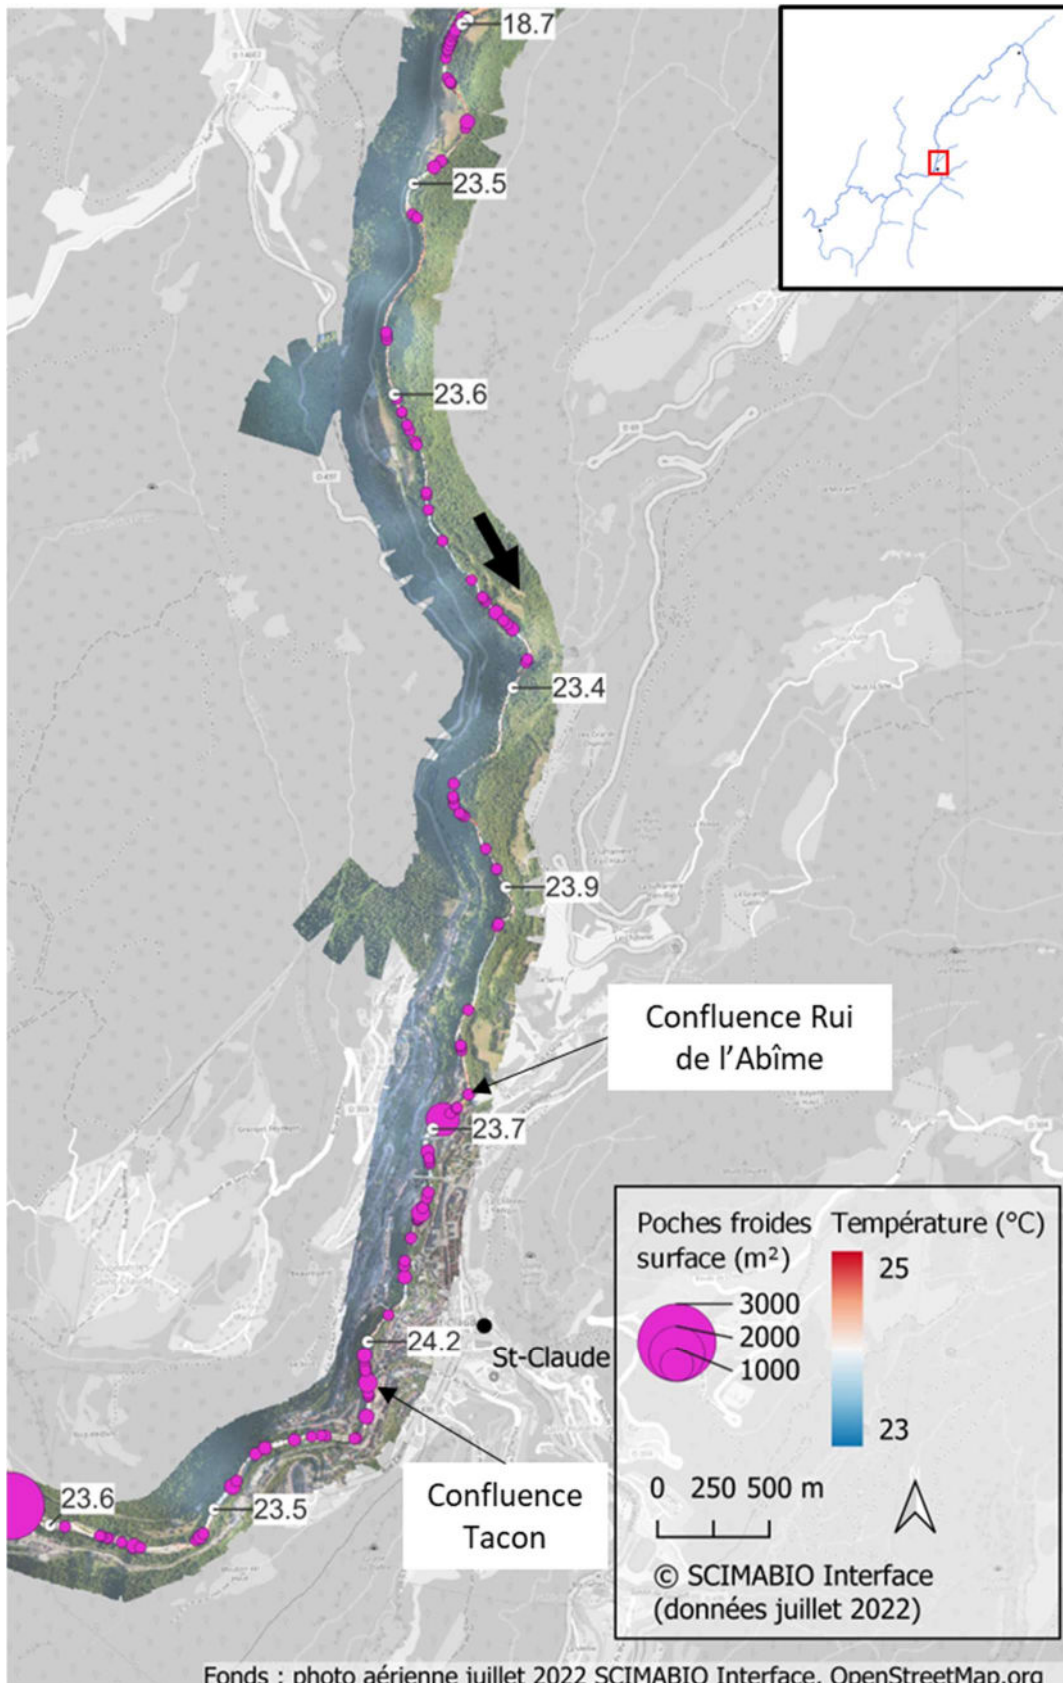 18.7
23.5
23.6
23.4
23.9
Confluence Rui
de l'Abîme
23.7
24.2
St-Claude
Confluence
Tacon
23.5
23.6
Poches froides
surface (m²)
3000
2000
1000
Température (°C)
25
23
0 250 500 m
© SCIMABIO Interface
(données juillet 2022)
Fonds : photo aérienne juillet 2022 SCIMABIO Interface, OpenStreetMap.org